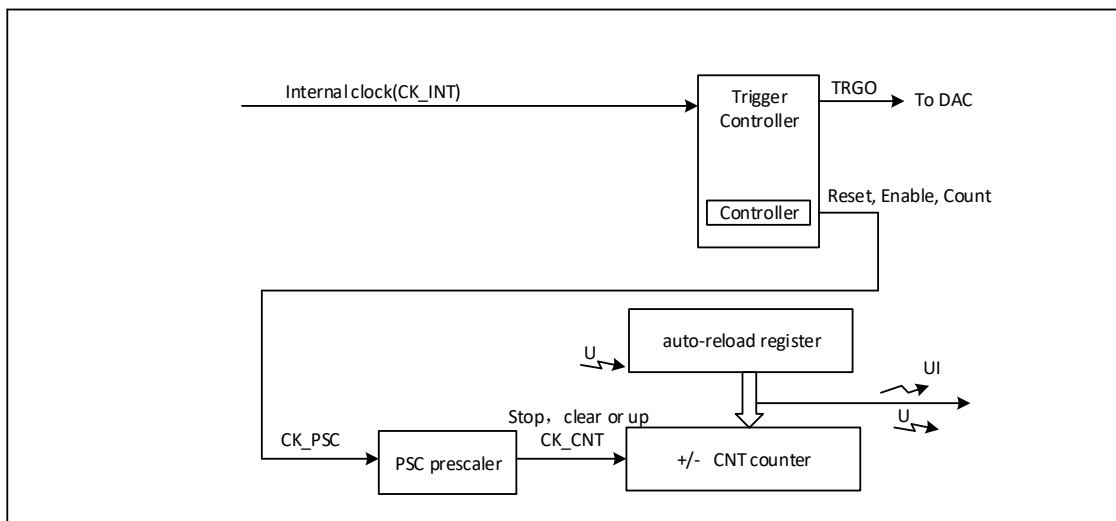 Internal clock(CK_INT)
Trigger
Controller
TRGO
To DAC
Controller
Reset, Enable, Count
auto-reload register
U
UI
U
Stop，clear or up
CK_PSC
CK_CNT
PSC prescaler
+/- CNT counter